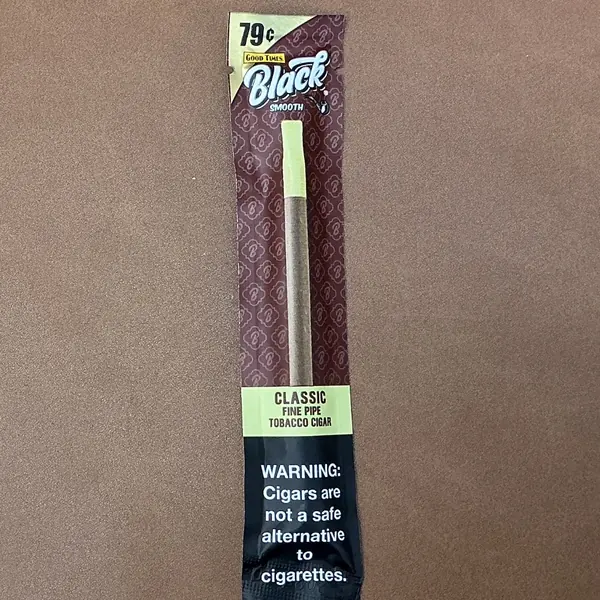 79¢
GOOD TIMES
Black
SMOOTH
CLASSIC
FINE PIPE
TOBACCO CIGAR
WARNING:
Cigars are
not a safe
alternative
to
cigarettes.